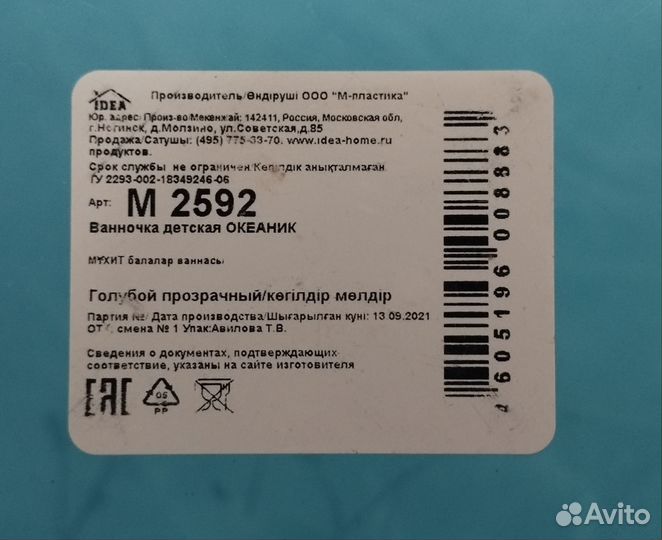 IDEA
Производитель/Өндіруші ООО "М-пластика"
Юр. адрес: Произ-во Мекенжай: 142411, Россия, Московская обл,
г.Ногинск, д.Молзино, ул.Советская,д.85
Продажа/Сатушы: (495) 775-33-70. www.idea-home.ru
продуктов.
Срок службы не ограничен/Кепілдік анықталмаған
ТУ 2293-002-18349246-06
Арт: М 2592
Ванночка детская ОКЕАНИК
МҰХИТ балалар ваннасы
Голубой прозрачный/көгілдір мөлдір
Партия №/ Дата производства/Шығарылған күні: 13.09.2021
смена № 1 Упак:Авилова Т.В.
Сведения о документах, подтверждающих
соответствие, указаны на сайте изготовителя
EAC
05
PP
4 605196 008883
Avito